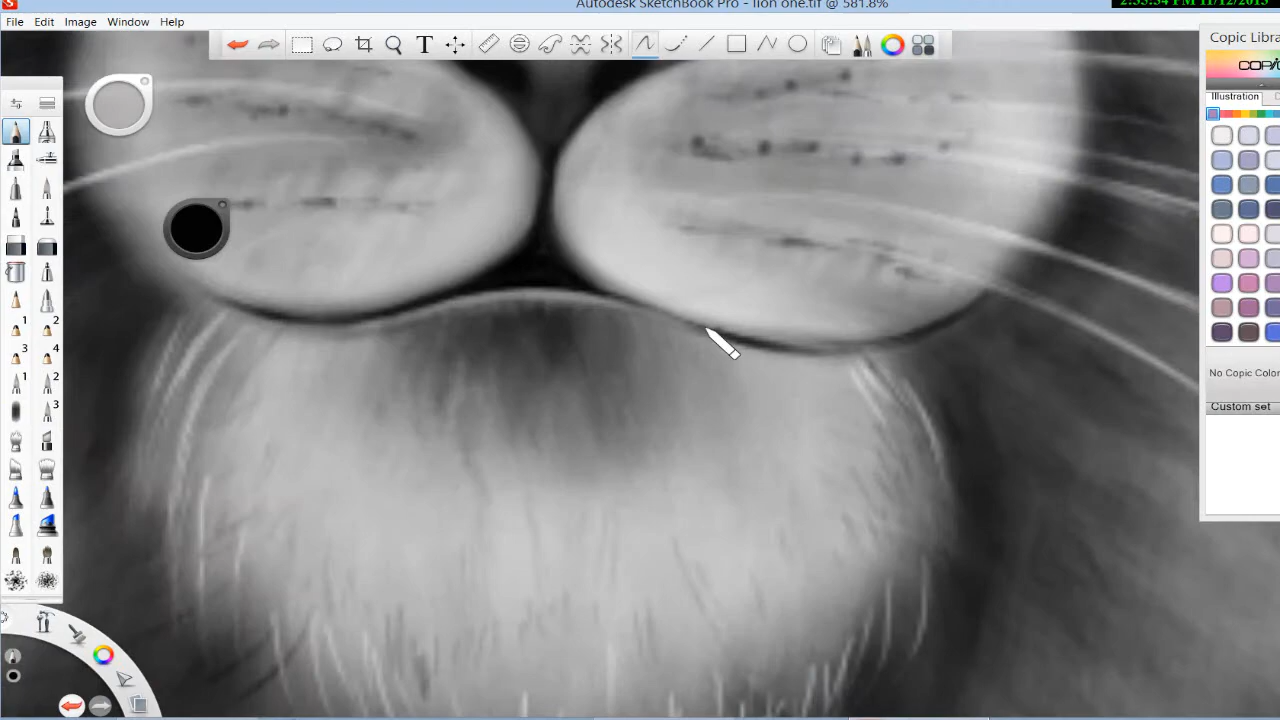 Autodesk SketchBook Pro - lion one.tif @ 581.8%
File Edit Image Window Help
T
Copic Libra
COPIC
Illustration
1 2
3 4
1 2
3
No Copic Color
Custom set